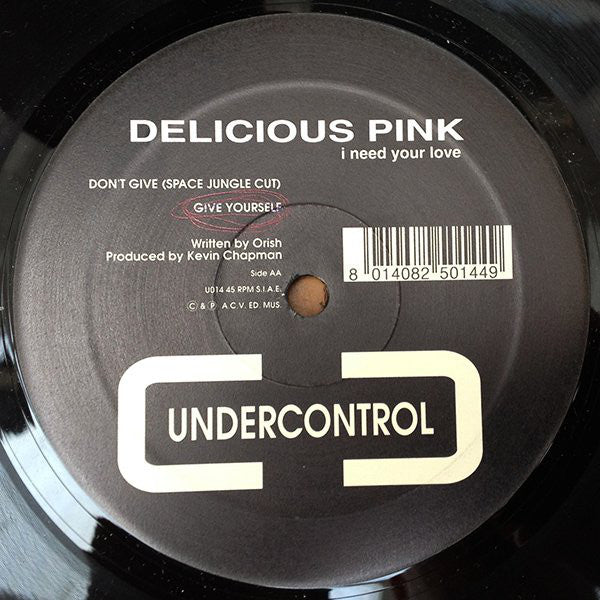 DELICIOUS PINK
i need your love
DON'T GIVE (SPACE JUNGLE CUT)
GIVE YOURSELF
Written by Orish
Produced by Kevin Chapman
Side AA
U014 45 RPM S.I.A.E.
© & ℗ A.C.V. ED. MUS.
8 014082 501449
UNDERCONTROL